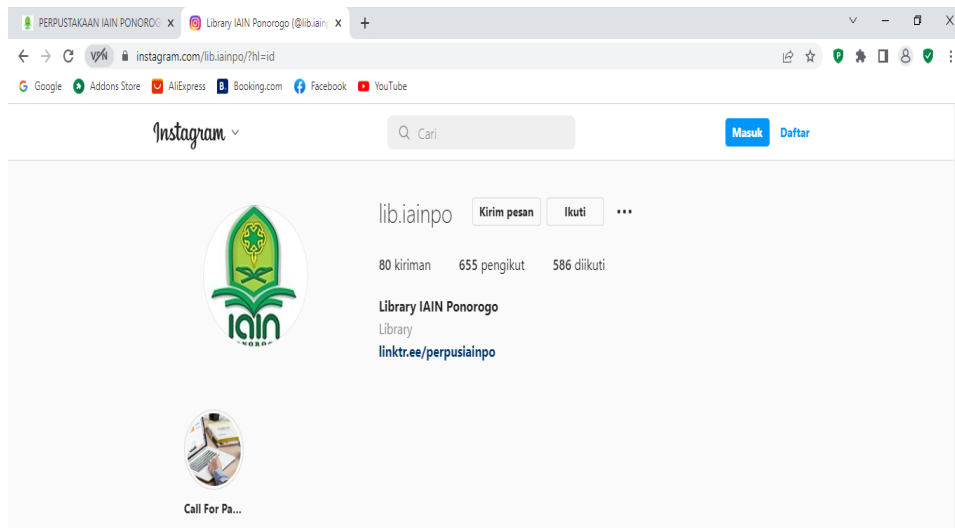 PERPUSTAKAAN IAIN PONOROG
Library IAIN Ponorogo (@lib.iainp
VPN instagram.com/lib.iainpo/?hl=id
Google Addons Store AliExpress B. Booking.com Facebook YouTube
Instagram Cari Masuk Daftar
lib.iainpo Kirim pesan Ikuti
80 kiriman 655 pengikut 586 diikuti
Library IAIN Ponorogo
Library
linktr.ee/perpusiainpo
IAIN
Call For Pa...